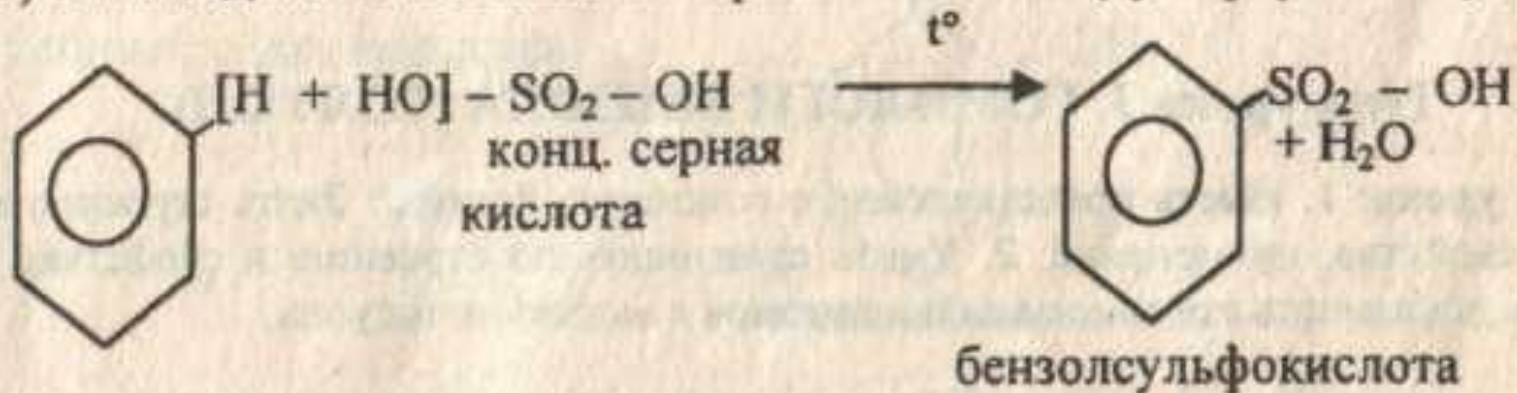 t°
[H + HO] – SO₂ – OH
SO₂ – OH
+ H₂O
конц. серная
кислота
бензолсульфокислота